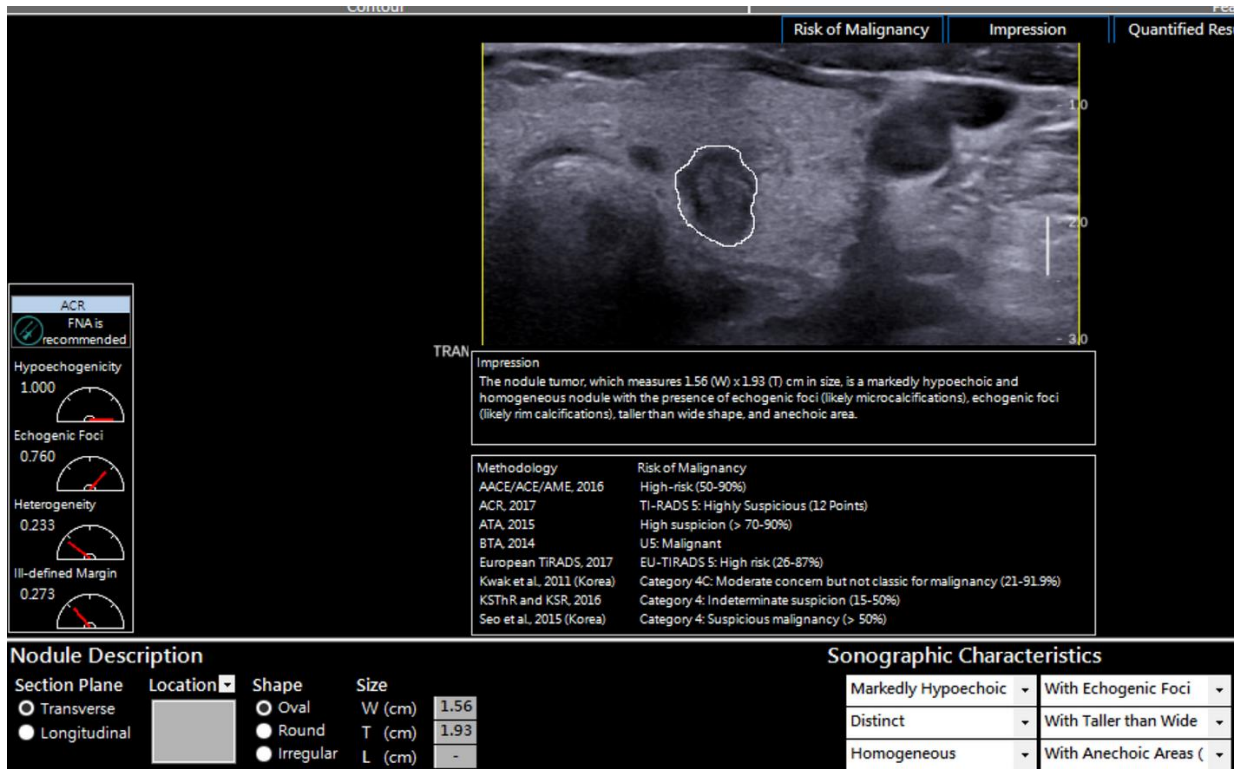 Contour
Risk of Malignancy
Impression
Quantified
- 1.0
- 2.0
- 3.0
TRAN
ACR
FNA is
recommended
Hypoechogenicity
1.000
Echogenic Foci
0.760
Heterogeneity
0.233
Ill-defined Margin
0.273
Impression
The nodule tumor, which measures 1.56 (W) x 1.93 (T) cm in size, is a markedly hypoechoic and
homogeneous nodule with the presence of echogenic foci (likely microcalcifications), echogenic foci
(likely rim calcifications), taller than wide shape, and anechoic area.
Methodology Risk of Malignancy
AACE/ACE/AME, 2016 High-risk (50-90%)
ACR, 2017 TI-RADS 5: Highly Suspicious (12 Points)
ATA, 2015 High suspicion (> 70-90%)
BTA, 2014 U5: Malignant
European TiRADS, 2017 EU-TIRADS 5: High risk (26-87%)
Kwak et al., 2011 (Korea) Category 4C: Moderate concern but not classic for malignancy (21-91.9%)
KSThR and KSR, 2016 Category 4: Indeterminate suspicion (15-50%)
Seo et al., 2015 (Korea) Category 4: Suspicious malignancy (> 50%)
Nodule Description
Section Plane Location Shape Size
Transverse Oval W (cm) 1.56
Longitudinal Round T (cm) 1.93
Irregular L (cm) -
Sonographic Characteristics
Markedly Hypoechoic With Echogenic Foci
Distinct With Taller than Wide
Homogeneous With Anechoic Areas (